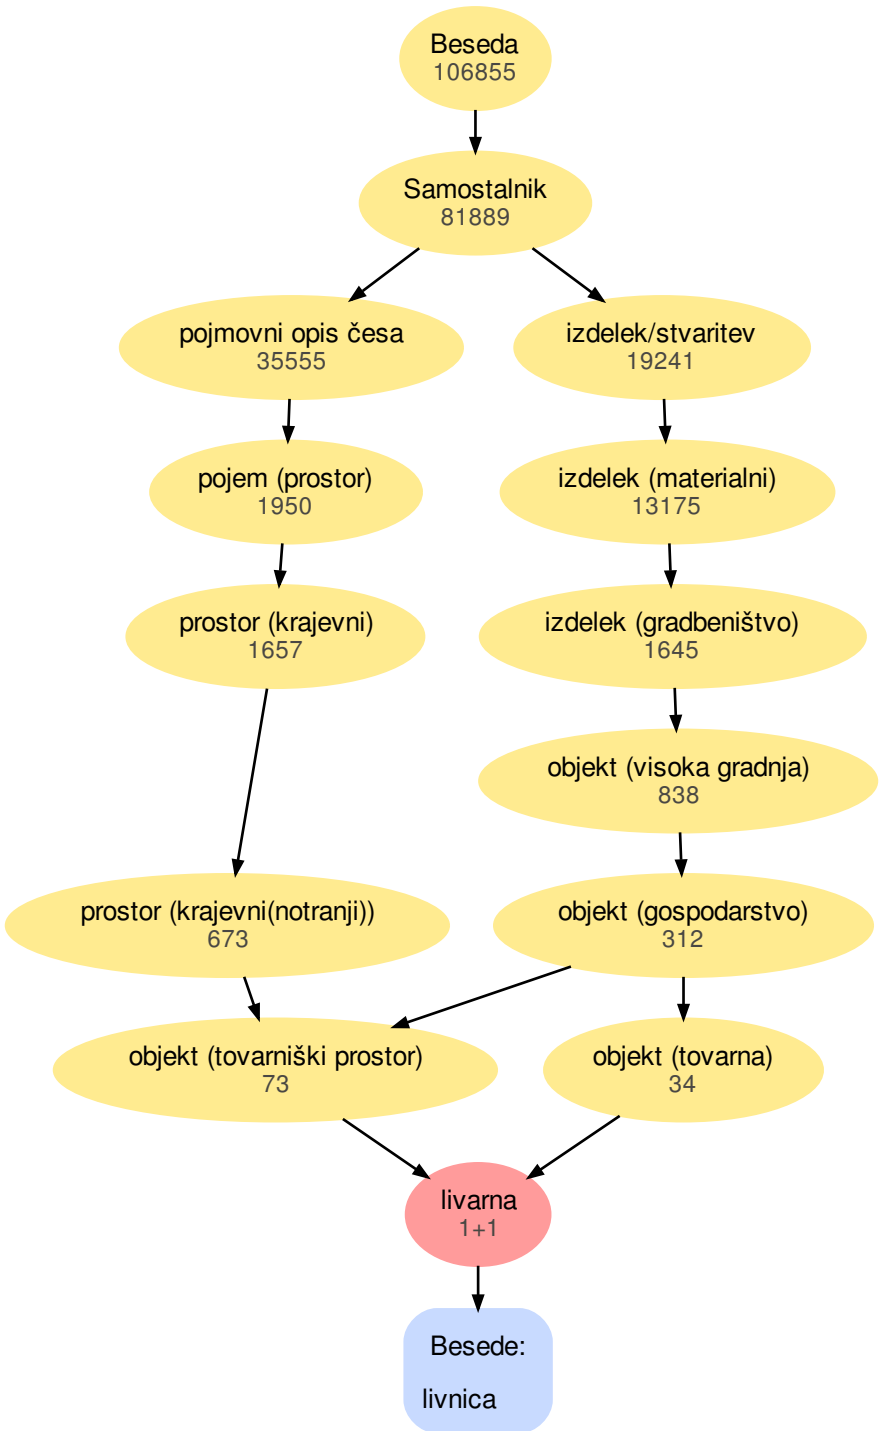 Beseda
106855
Samostalnik
81889
pojmovni opis česa
35555
izdelek/stvaritev
19241
pojem (prostor)
1950
izdelek (materialni)
13175
prostor (krajevni)
1657
izdelek (gradbeništvo)
1645
objekt (visoka gradnja)
838
prostor (krajevni(notranji))
673
objekt (gospodarstvo)
312
objekt (tovarniški prostor)
73
objekt (tovarna)
34
livarna
1+1
Besede:
livnica